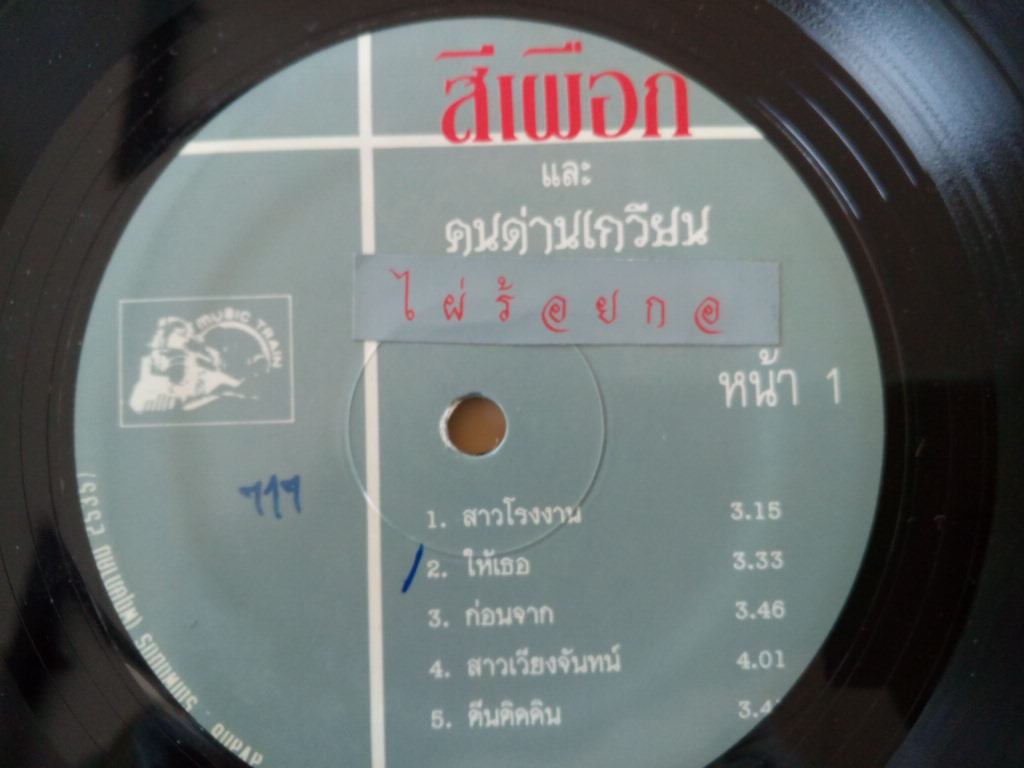 สีเผือก
และ
คนด่านเกวียน
ไผ่ร้อยกอ
MUSIC TRAIN
หน้า 1
777
1. สาวโรงงาน 3.15
2. ให้เธอ 3.33
3. ก่อนจาก 3.46
4. สาวเวียงจันทน์ 4.01
5. ตีนติดดิน